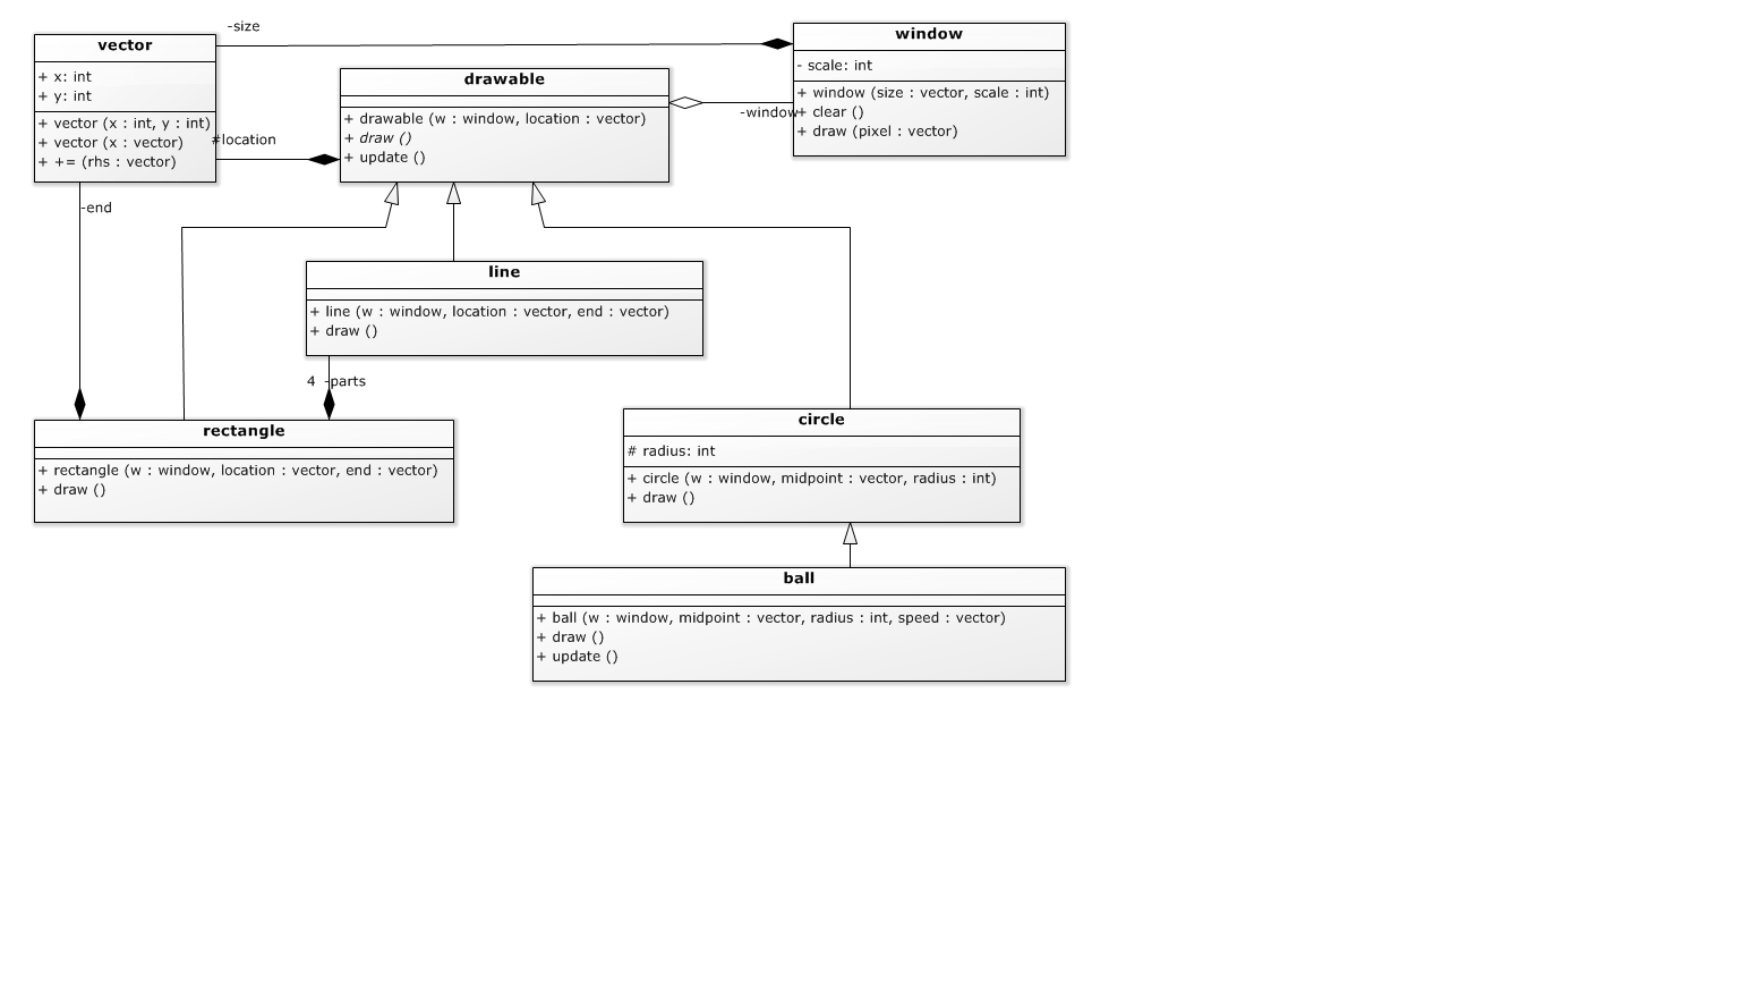 -size
vector
+ x: int
+ y: int
+ vector (x : int, y : int)
+ vector (x : vector)
+ += (rhs : vector)
#location
drawable
+ drawable (w : window, location : vector)
+ draw ()
+ update ()
-window
window
- scale: int
+ window (size : vector, scale : int)
+ clear ()
+ draw (pixel : vector)
-end
line
+ line (w : window, location : vector, end : vector)
+ draw ()
4 -parts
rectangle
+ rectangle (w : window, location : vector, end : vector)
+ draw ()
circle
# radius: int
+ circle (w : window, midpoint : vector, radius : int)
+ draw ()
ball
+ ball (w : window, midpoint : vector, radius : int, speed : vector)
+ draw ()
+ update ()